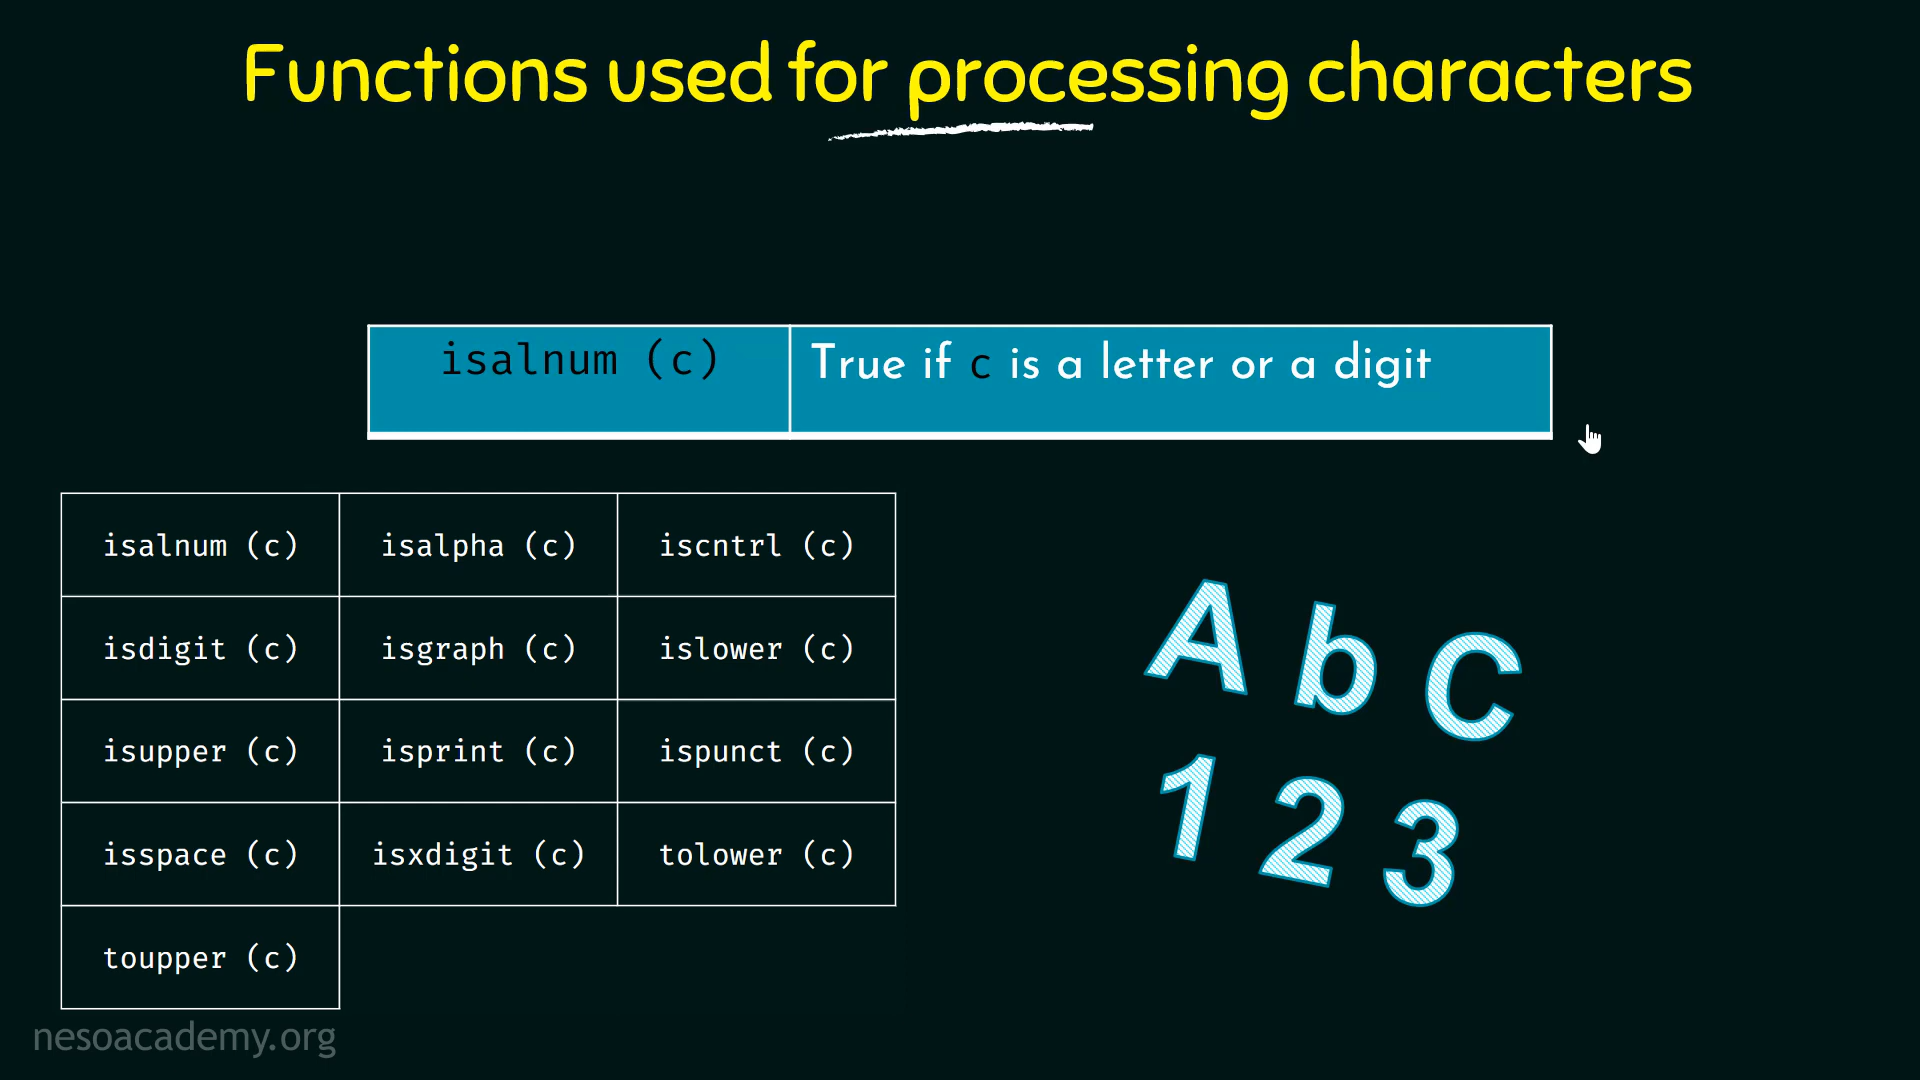 Functions used for processing characters
isalnum (c) True if c is a letter or a digit
isalnum (c) isalpha (c) iscntrl (c)
isdigit (c) isgraph (c) islower (c)
isupper (c) isprint (c) ispunct (c)
isspace (c) isxdigit (c) tolower (c)
toupper (c)
A b C
1 2 3
nesoacademy.org